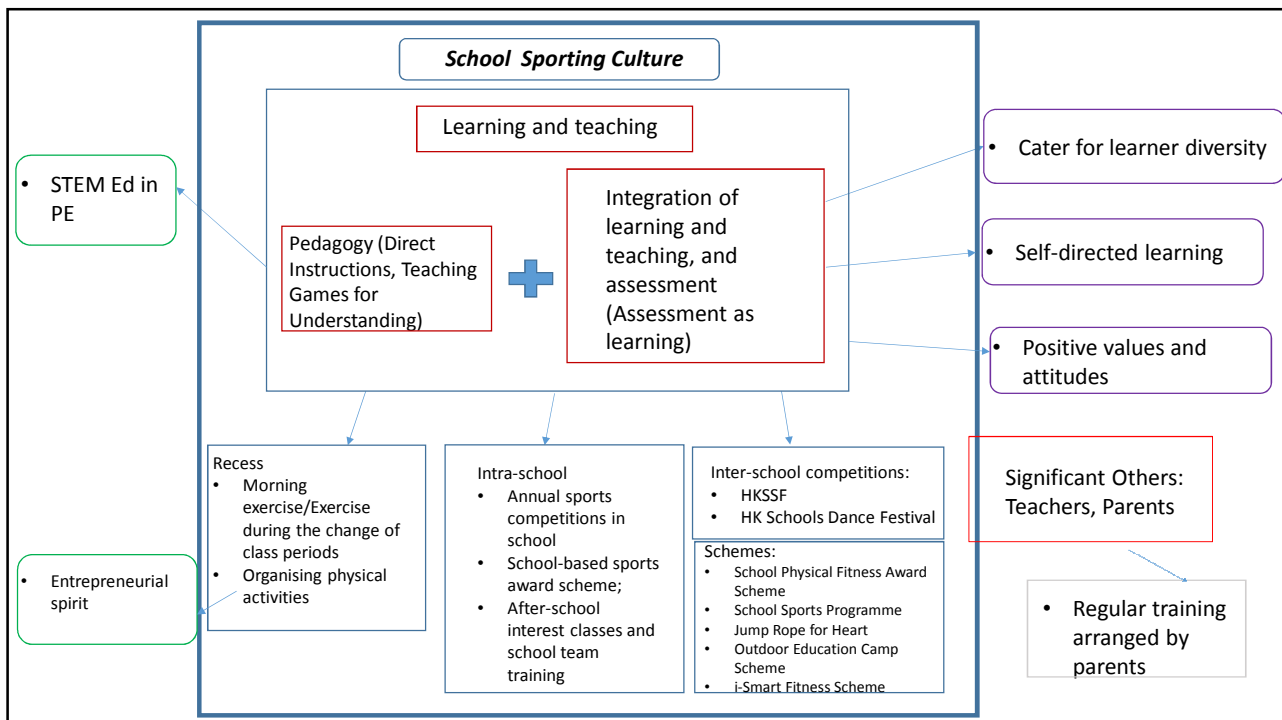 School  Sporting Culture
Learning and teaching
• STEM Ed in
PE
Pedagogy (Direct
Instructions, Teaching
Games for
Understanding)
Integration of
learning and
teaching, and
assessment
(Assessment as
learning)
• Cater for learner diversity
• Self-directed learning
• Positive values and
attitudes
Recess
• Morning
exercise/Exercise
during the change of
class periods
• Organising physical
activities
Intra-school
• Annual sports
competitions in
school
• School-based sports
award scheme;
• After-school
interest classes and
school team
training
Inter-school competitions:
• HKSSF
• HK Schools Dance Festival
Schemes:
• School Physical Fitness Award
Scheme
• School Sports Programme
• Jump Rope for Heart
• Outdoor Education Camp
Scheme
• i-Smart Fitness Scheme
Significant Others:
Teachers, Parents
• Entrepreneurial
spirit
• Regular training
arranged by
parents